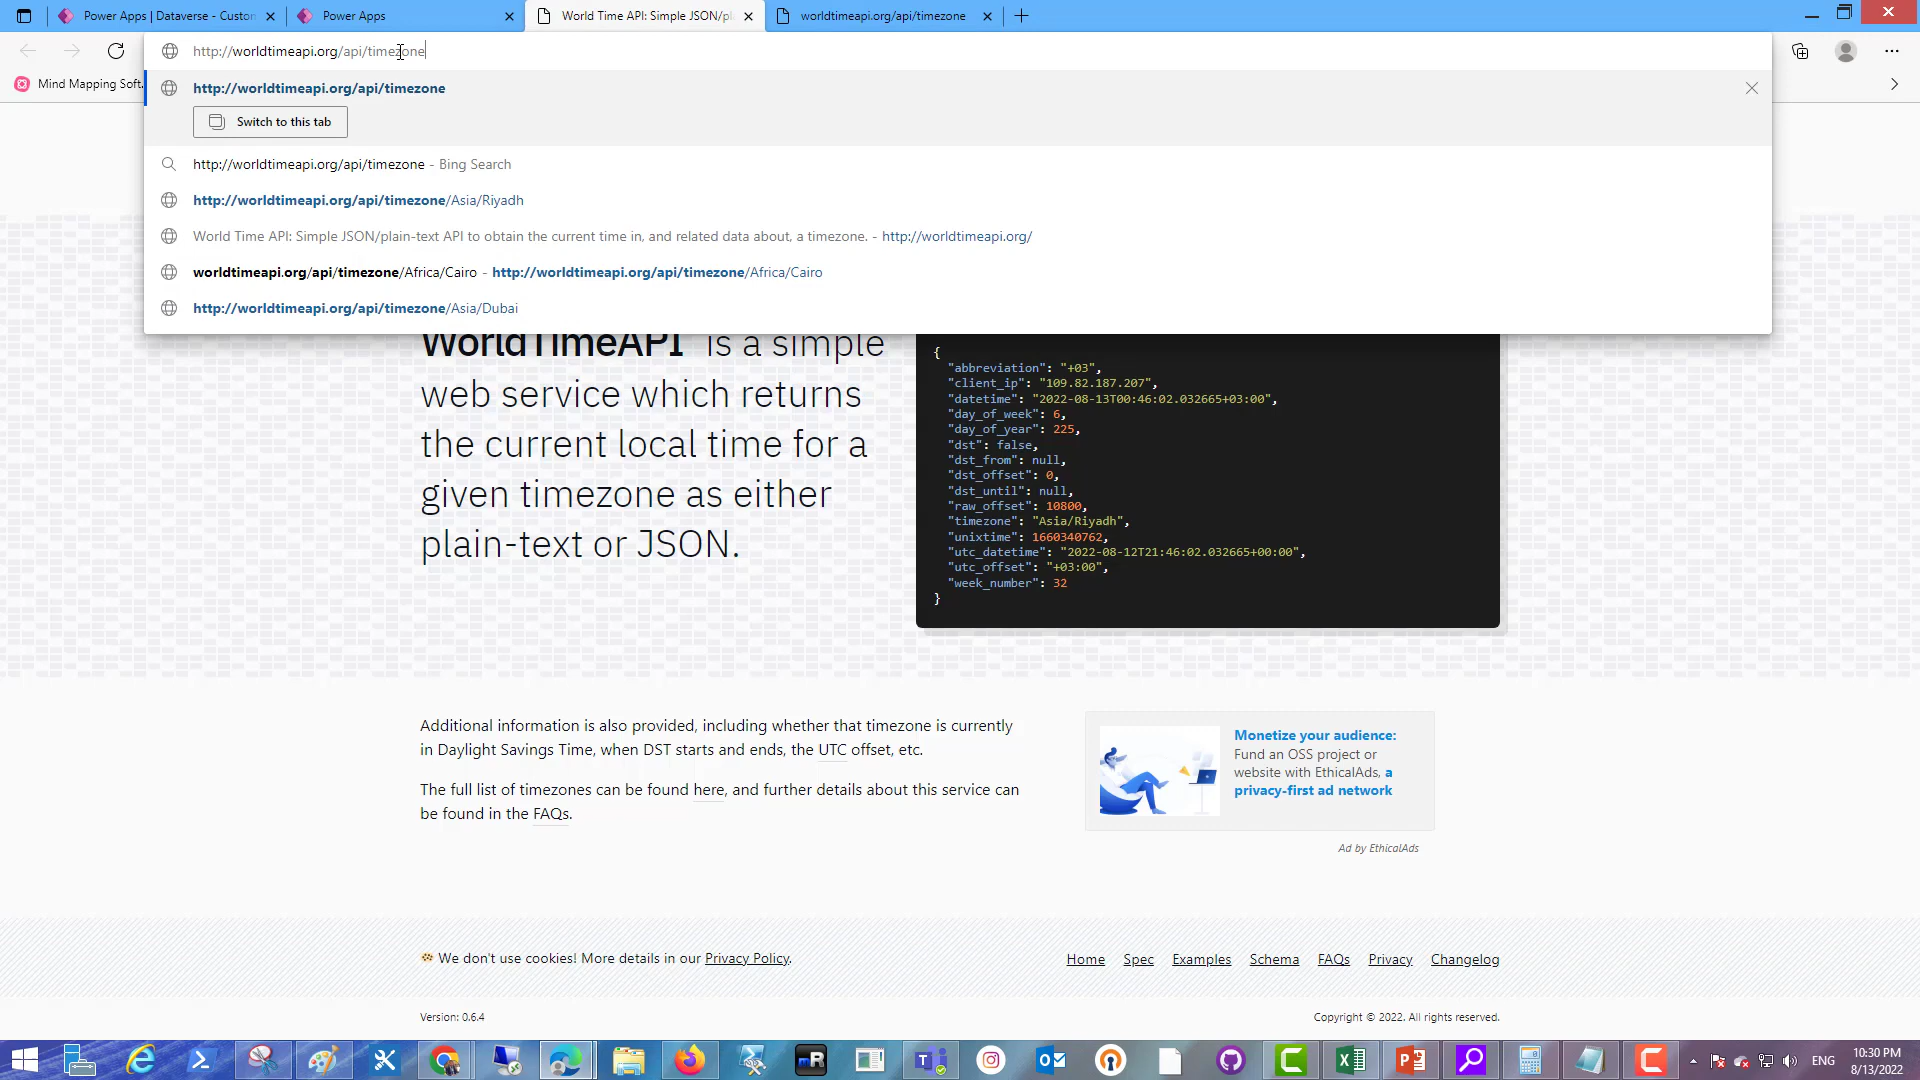 Power Apps | Dataverse - Custon
Power Apps
World Time API: Simple JSON/pl
worldtimeapi.org/api/timezone
http://worldtimeapi.org/api/timezone
Mind Mapping Soft.
http://worldtimeapi.org/api/timezone
Switch to this tab
http://worldtimeapi.org/api/timezone - Bing Search
http://worldtimeapi.org/api/timezone/Asia/Riyadh
World Time API: Simple JSON/plain-text API to obtain the current time in, and related data about, a timezone. - http://worldtimeapi.org/
worldtimeapi.org/api/timezone/Africa/Cairo - http://worldtimeapi.org/api/timezone/Africa/Cairo
http://worldtimeapi.org/api/timezone/Asia/Dubai
WorldTimeAPI is a simple
web service which returns
the current local time for a
given timezone as either
plain-text or JSON.
{
"abbreviation": "+03",
"client_ip": "109.82.187.207",
"datetime": "2022-08-13T00:46:02.032665+03:00",
"day_of_week": 6,
"day_of_year": 225,
"dst": false,
"dst_from": null,
"dst_offset": 0,
"dst_until": null,
"raw_offset": 10800,
"timezone": "Asia/Riyadh",
"unixtime": 1660340762,
"utc_datetime": "2022-08-12T21:46:02.032665+00:00",
"utc_offset": "+03:00",
"week_number": 32
}
Additional information is also provided, including whether that timezone is currently
in Daylight Savings Time, when DST starts and ends, the UTC offset, etc.
The full list of timezones can be found here, and further details about this service can
be found in the FAQs.
Monetize your audience:
Fund an OSS project or
website with EthicalAds, a
privacy-first ad network
Ad by EthicalAds
We don't use cookies! More details in our Privacy Policy.
Home Spec Examples Schema FAQs Privacy Changelog
Version: 0.6.4
Copyright © 2022. All rights reserved.
ENG
10:30 PM
8/13/2022